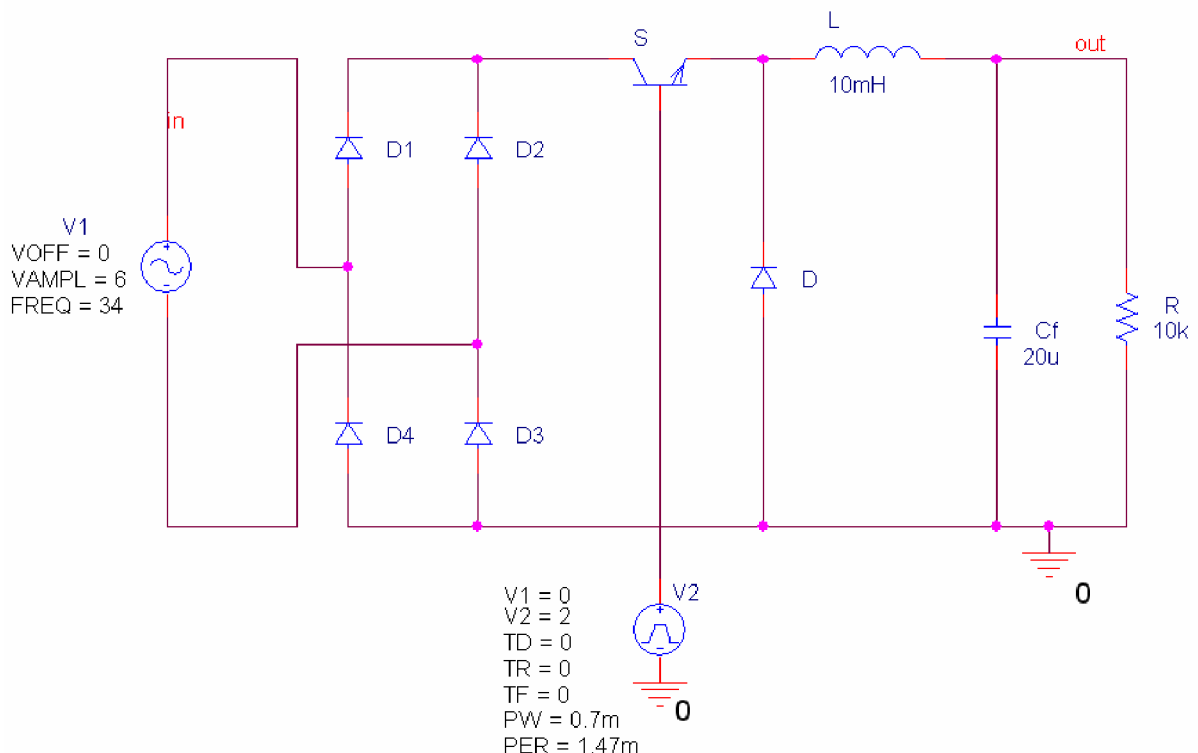 L
S
out
10mH
in
D1
D2
V1
VOFF = 0
VAMPL = 6
FREQ = 34
D
R
10k
Cf
20u
D4
D3
V1 = 0
V2 = 2
TD = 0
TR = 0
TF = 0
PW = 0.7m
PER = 1.47m
V2
0
0